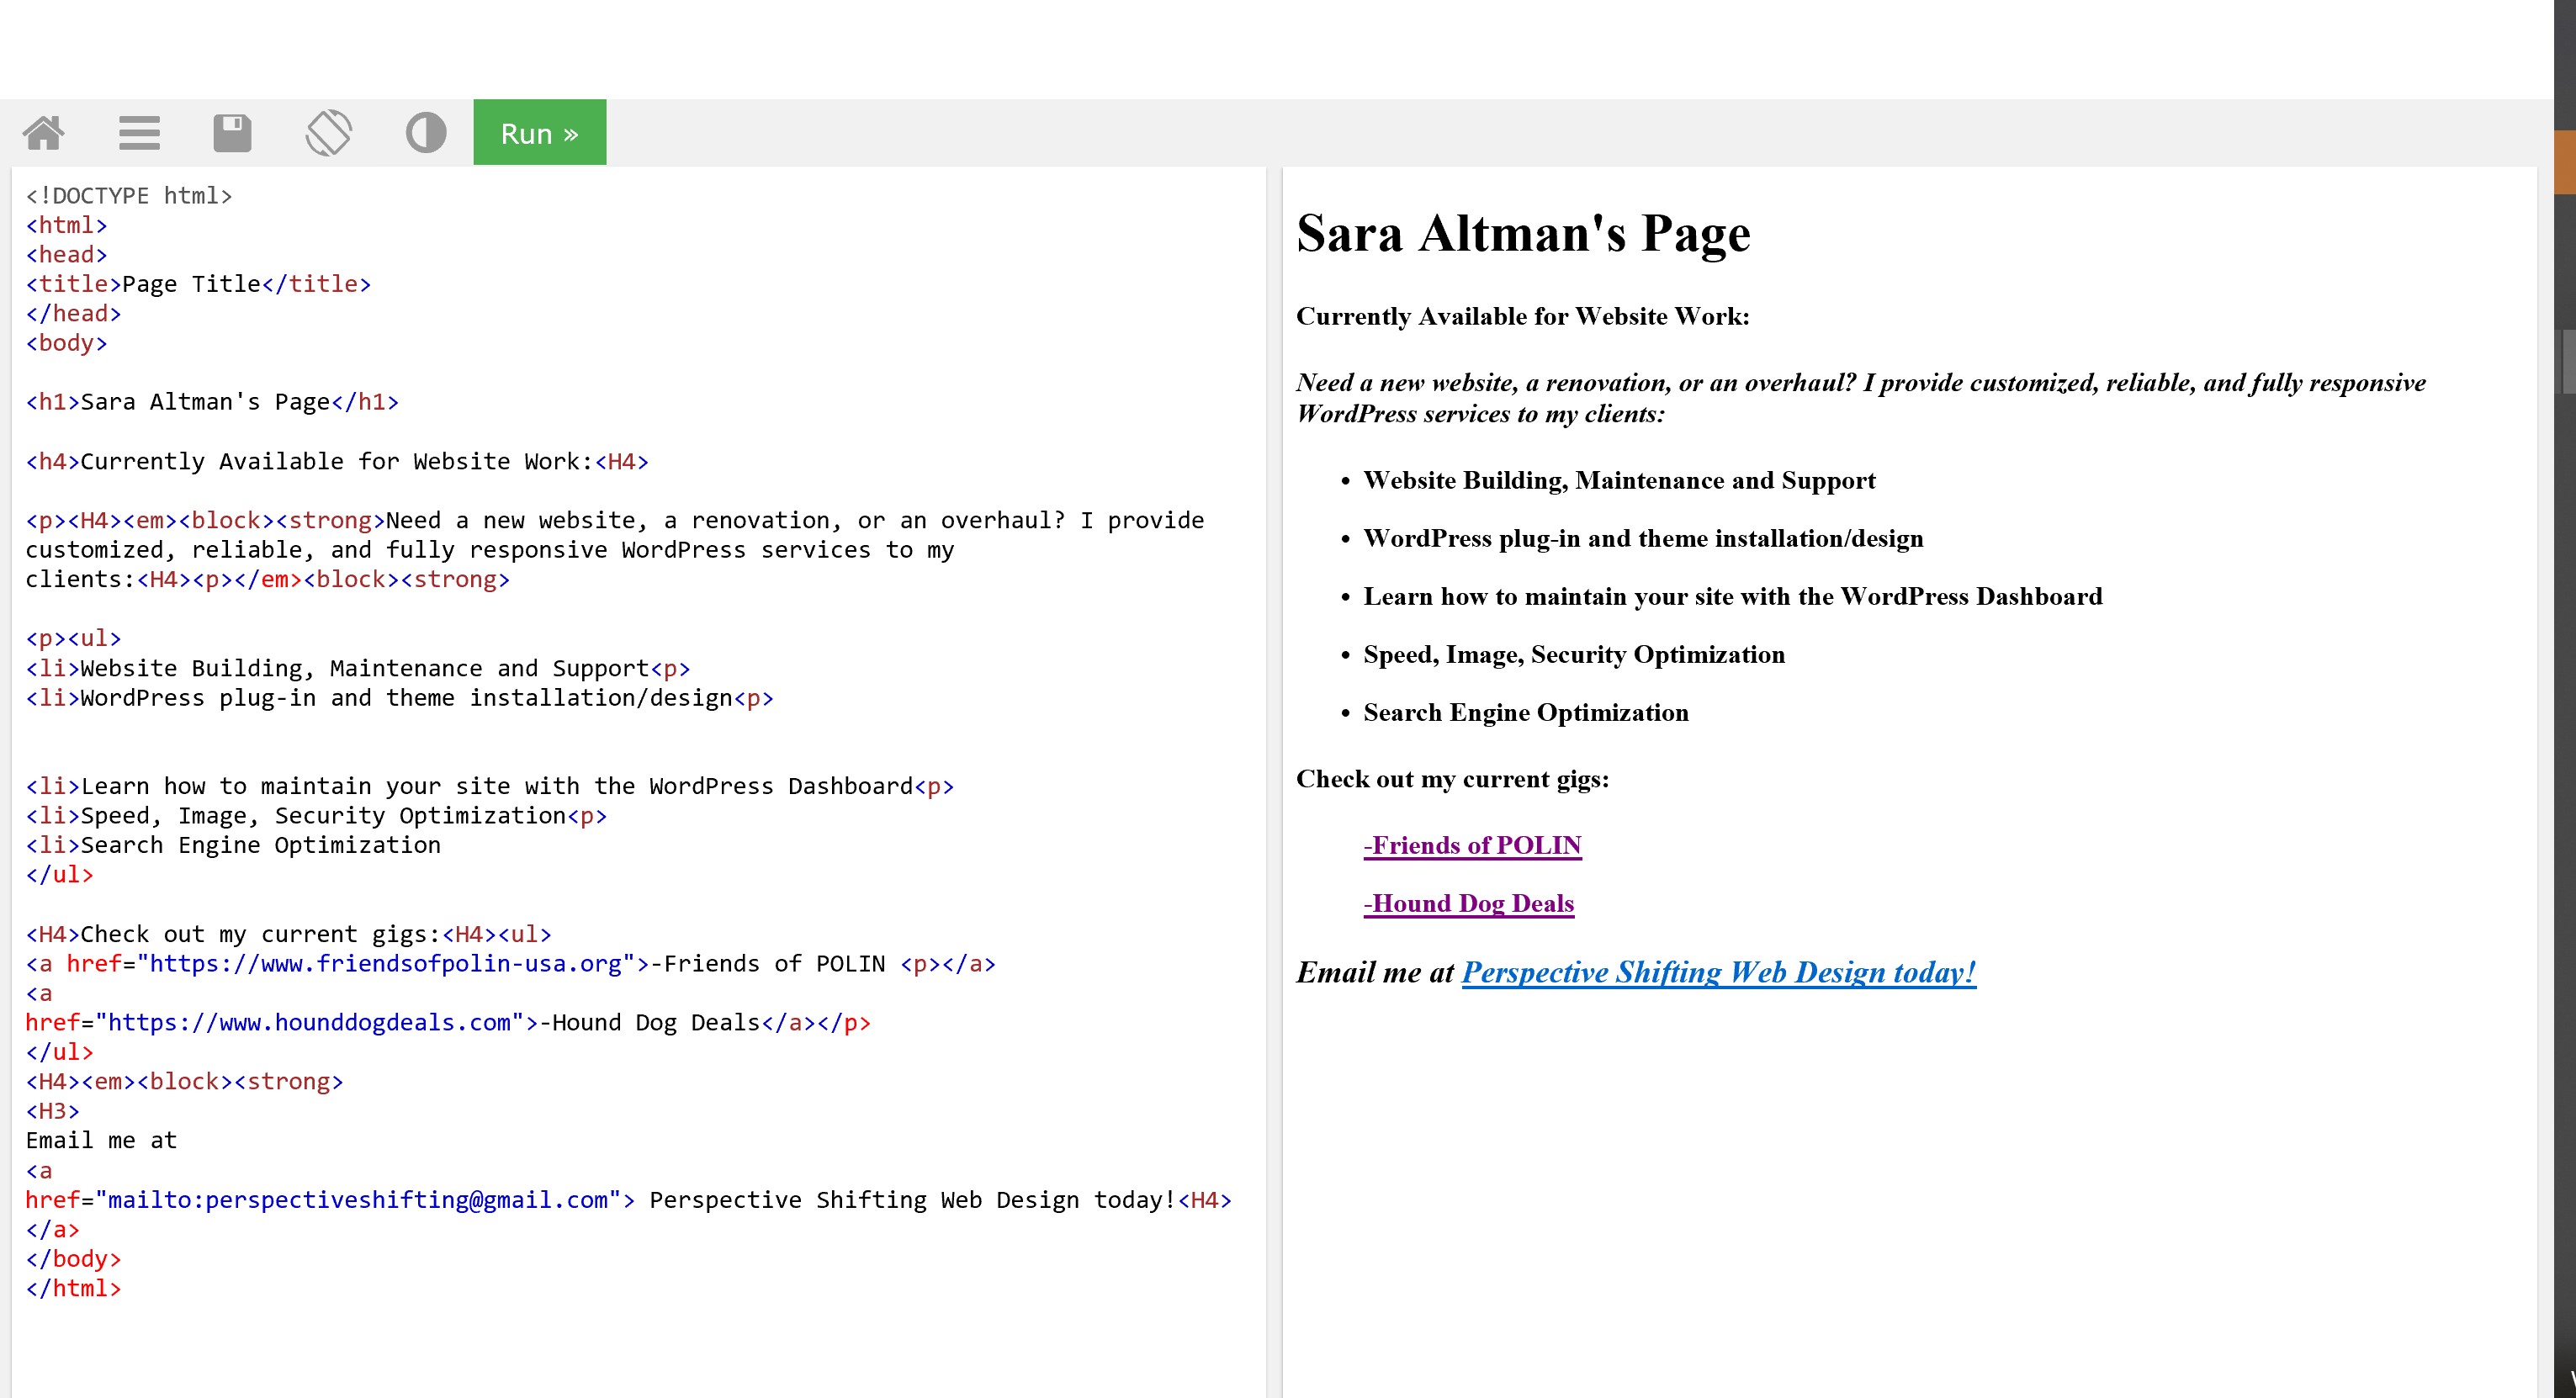 Run »
<!DOCTYPE html>
<html>
<head>
<title>Page Title</title>
</head>
<body>
<h1>Sara Altman's Page</h1>
<h4>Currently Available for Website Work:<H4>
<p><H4><em><block><strong>Need a new website, a renovation, or an overhaul? I provide
customized, reliable, and fully responsive WordPress services to my
clients:<H4><p></em><block><strong>
<p><ul>
<li>Website Building, Maintenance and Support<p>
<li>WordPress plug-in and theme installation/design<p>
<li>Learn how to maintain your site with the WordPress Dashboard<p>
<li>Speed, Image, Security Optimization<p>
<li>Search Engine Optimization
</ul>
<H4>Check out my current gigs:<H4><ul>
<a href="https://www.friendsofpolin-usa.org">-Friends of POLIN <p></a>
<a
href="https://www.hounddogdeals.com">-Hound Dog Deals</a></p>
</ul>
<H4><em><block><strong>
<H3>
Email me at
<a
href="mailto:perspectiveshifting@gmail.com"> Perspective Shifting Web Design today!<H4>
</a>
</body>
</html>
Sara Altman's Page
Currently Available for Website Work:
Need a new website, a renovation, or an overhaul? I provide customized, reliable, and fully responsive
WordPress services to my clients:
• Website Building, Maintenance and Support
• WordPress plug-in and theme installation/design
• Learn how to maintain your site with the WordPress Dashboard
• Speed, Image, Security Optimization
• Search Engine Optimization
Check out my current gigs:
-Friends of POLIN
-Hound Dog Deals
Email me at Perspective Shifting Web Design today!